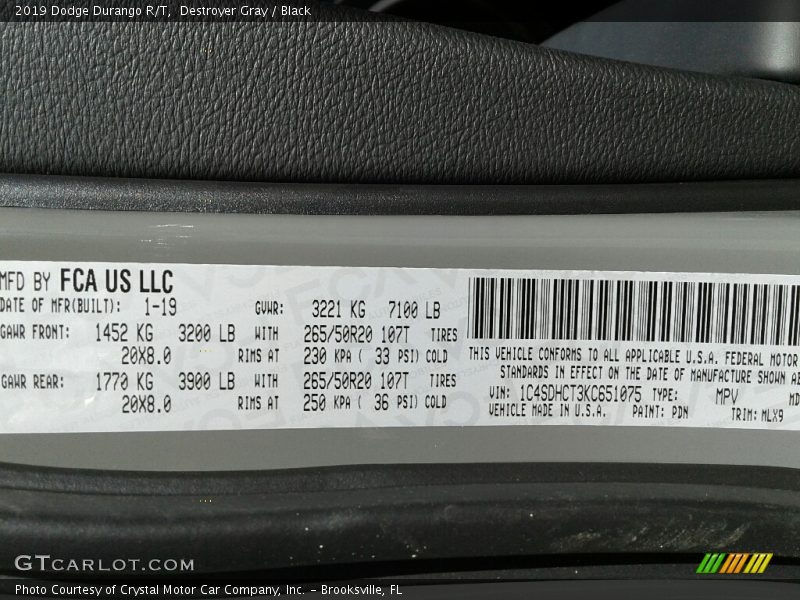 2019 Dodge Durango R/T, Destroyer Gray / Black
MFD BY FCA US LLC
DATE OF MFR(BUILT): 1-19 GVWR: 3221 KG 7100 LB
GAWR FRONT: 1452 KG 3200 LB WITH 265/50R20 107T TIRES
20X8.0 RIMS AT 230 KPA ( 33 PSI) COLD
GAWR REAR: 1770 KG 3900 LB WITH 265/50R20 107T TIRES
20X8.0 RIMS AT 250 KPA ( 36 PSI) COLD
THIS VEHICLE CONFORMS TO ALL APPLICABLE U.S.A. FEDERAL MOTOR
STANDARDS IN EFFECT ON THE DATE OF MANUFACTURE SHOWN AB
VIN: 1C4SDHCT3KC651075 TYPE: MPV MD
VEHICLE MADE IN U.S.A. PAINT: PDN TRIM: MLX9
GTCARLOT.COM
Photo Courtesy of Crystal Motor Car Company, Inc. – Brooksville, FL